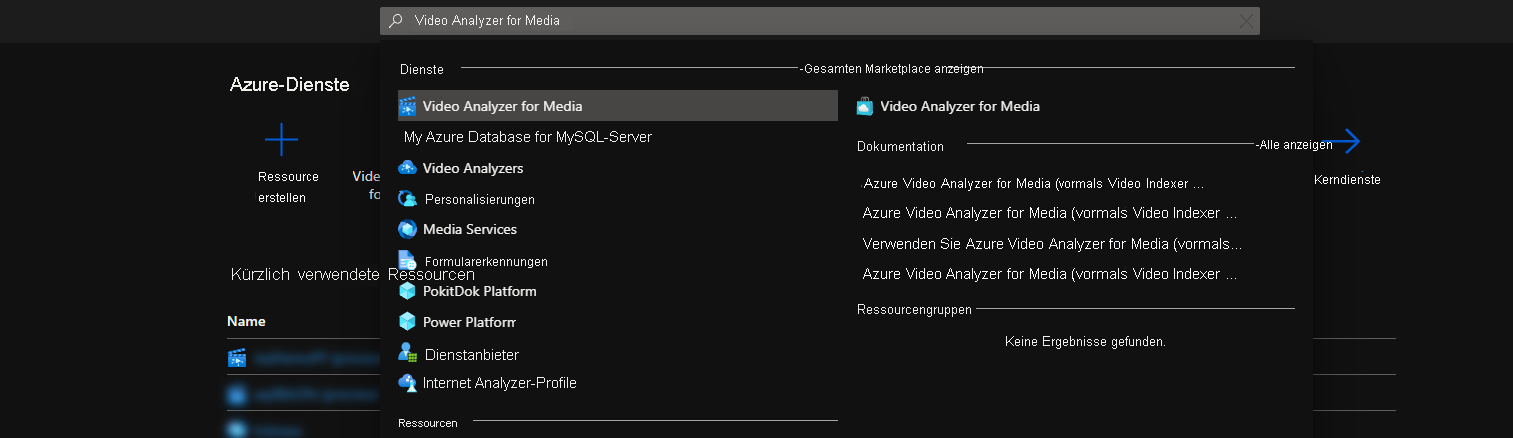 Video Analyzer for Media
Azure-Dienste
Ressource
erstellen
Vide
fo
Kürzlich verwendete Ressourcen
Name
Dienste
Video Analyzer for Media
My Azure Database for MySQL-Server
Video Analyzers
Personalisierungen
Media Services
Formularerkennungen
PokitDok Platform
Power Platform
Dienstanbieter
Internet Analyzer-Profile
Ressourcen
-Gesamten Marketplace anzeigen
Video Analyzer for Media
Dokumentation
-Alle anzeigen
Azure Video Analyzer for Media (vormals Video Indexer ...
Azure Video Analyzer for Media (vormals Video Indexer ...
Verwenden Sie Azure Video Analyzer for Media (vormals...
Azure Video Analyzer for Media (vormals Video Indexer ...
Ressourcengruppen
Keine Ergebnisse gefunden.
Kerndienste